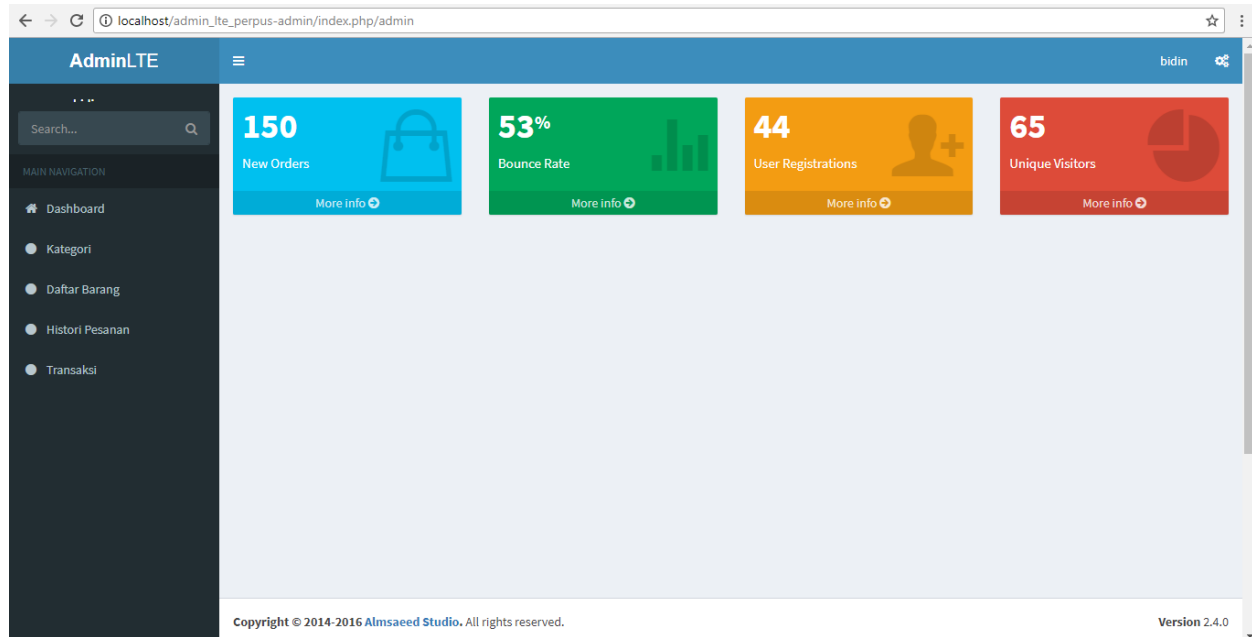 localhost/admin_lte_perpus-admin/index.php/admin
AdminLTE
bidin
Search...
MAIN NAVIGATION
Dashboard
Kategori
Daftar Barang
Histori Pesanan
Transaksi
150
New Orders
More info
53%
Bounce Rate
More info
44
User Registrations
More info
65
Unique Visitors
More info
Copyright © 2014-2016 Almsaeed Studio. All rights reserved.
Version 2.4.0